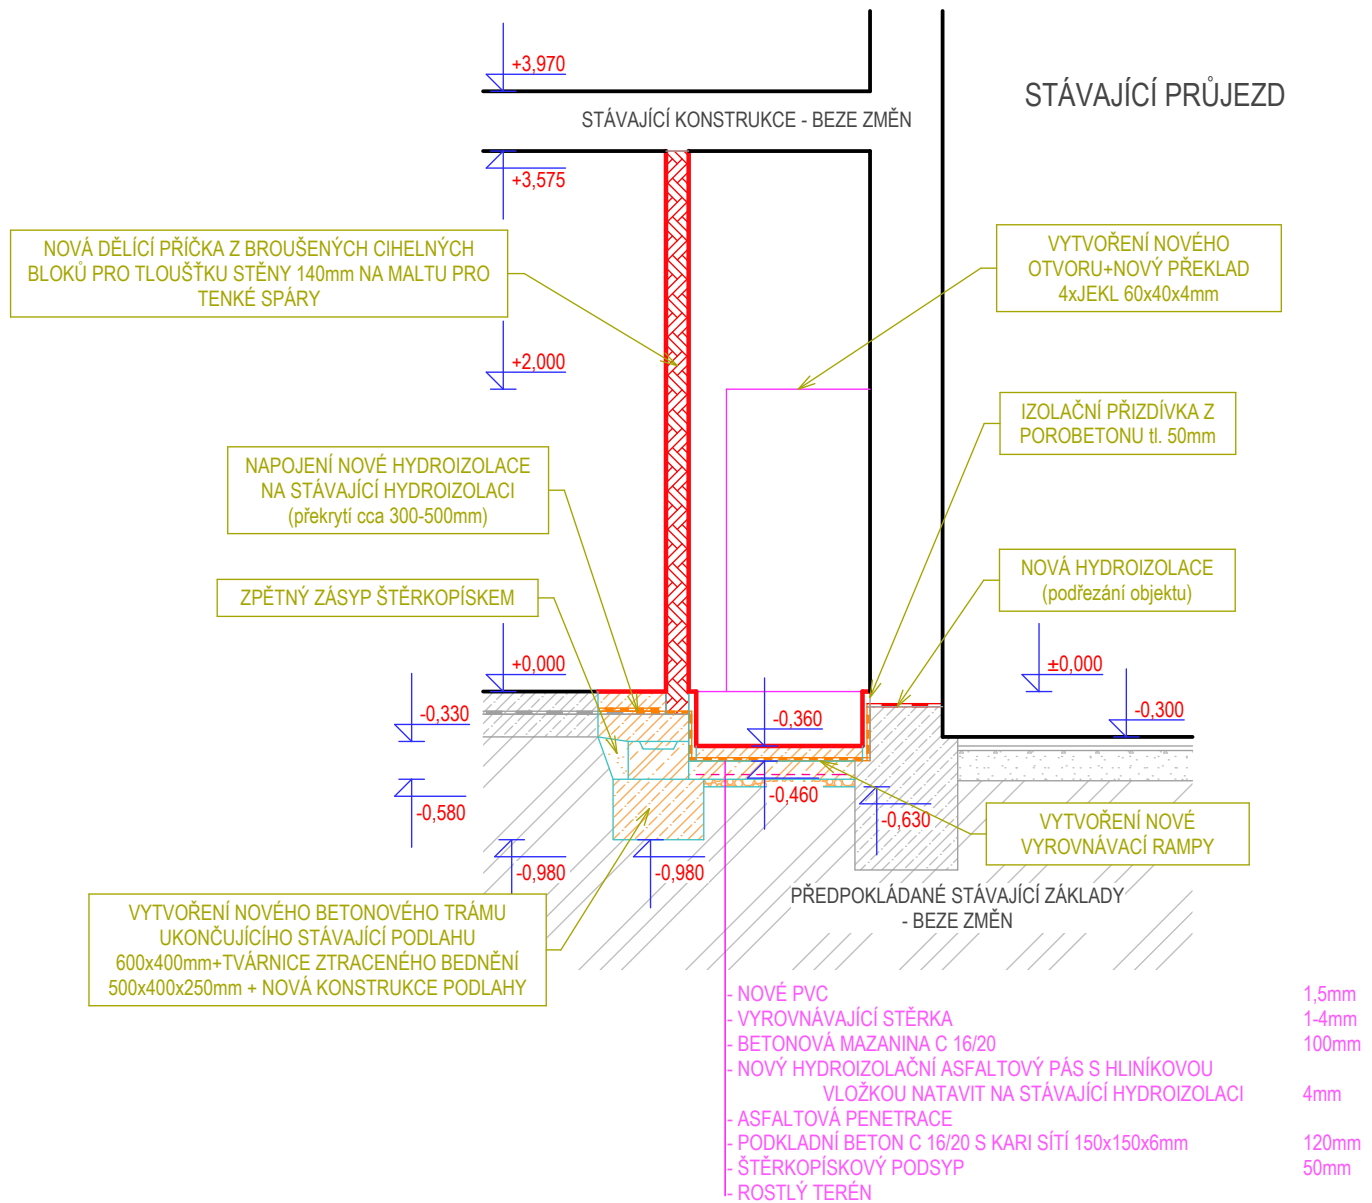 +3,970
STÁVAJÍCÍ PRŮJEZD
STÁVAJÍCÍ KONSTRUKCE - BEZE ZMĚN
+3,575
NOVÁ DĚLÍCÍ PŘÍČKA Z BROUŠENÝCH CIHELNÝCH
BLOKŮ PRO TLOUŠŤKU STĚNY 140mm NA MALTU PRO
TENKÉ SPÁRY
VYTVOŘENÍ NOVÉHO
OTVORU+NOVÝ PŘEKLAD
4xJEKL 60x40x4mm
+2,000
IZOLAČNÍ PŘIZDÍVKA Z
POROBETONU tl. 50mm
NAPOJENÍ NOVÉ HYDROIZOLACE
NA STÁVAJÍCÍ HYDROIZOLACI
(překrytí cca 300-500mm)
NOVÁ HYDROIZOLACE
(podřezání objektu)
ZPĚTNÝ ZÁSYP ŠTĚRKOPÍSKEM
+0,000
±0,000
-0,330
-0,360
-0,300
-0,580
-0,460
-0,630
VYTVOŘENÍ NOVÉ
VYROVNÁVACÍ RAMPY
-0,980
-0,980
PŘEDPOKLÁDANÉ STÁVAJÍCÍ ZÁKLADY
- BEZE ZMĚN
VYTVOŘENÍ NOVÉHO BETONOVÉHO TRÁMU
UKONČUJÍCÍHO STÁVAJÍCÍ PODLAHU
600x400mm+TVÁRNICE ZTRACENÉHO BEDNĚNÍ
500x400x250mm + NOVÁ KONSTRUKCE PODLAHY
- NOVÉ PVC 1,5mm
- VYROVNÁVAJÍCÍ STĚRKA 1-4mm
- BETONOVÁ MAZANINA C 16/20 100mm
- NOVÝ HYDROIZOLAČNÍ ASFALTOVÝ PÁS S HLINÍKOVOU
VLOŽKOU NATAVIT NA STÁVAJÍCÍ HYDROIZOLACI 4mm
- ASFALTOVÁ PENETRACE
- PODKLADNÍ BETON C 16/20 S KARI SÍTÍ 150x150x6mm 120mm
- ŠTĚRKOPÍSKOVÝ PODSYP 50mm
- ROSTLÝ TERÉN